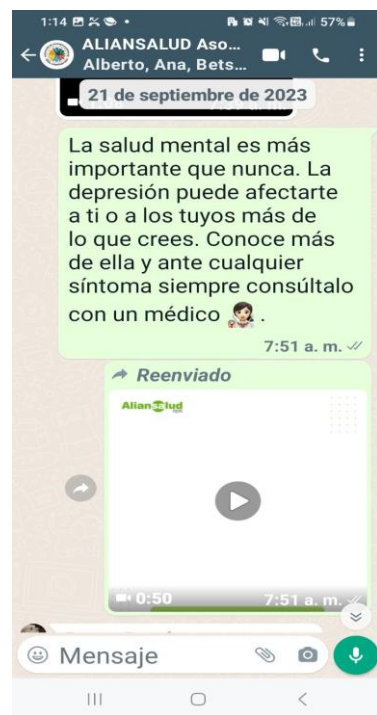 1:14
57%
ALIANSALUD Aso...
Alberto, Ana, Bets...
21 de septiembre de 2023
La salud mental es más
importante que nunca. La
depresión puede afectarte
a ti o a los tuyos más de
lo que crees. Conoce más
de ella y ante cualquier
síntoma siempre consúltalo
con un médico 👩🏻‍⚕️.
7:51 a. m.
Reenviado
Aliansalud
0:50
7:51 a. m.
Mensaje